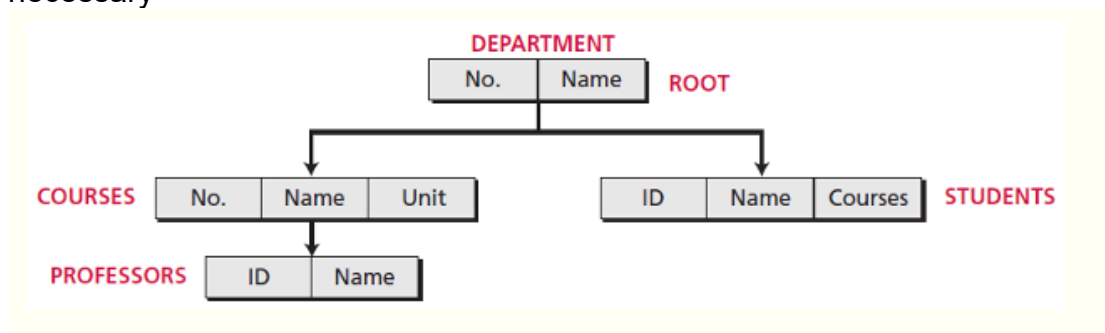 necessary
DEPARTMENT
No. Name ROOT
COURSES No. Name Unit
ID Name Courses STUDENTS
PROFESSORS ID Name